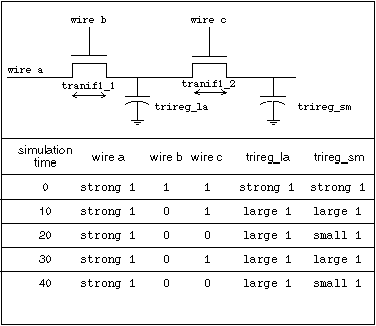 wire b wire c
wire a
tranif1_1 tranif1_2
trireg_la trireg_sm
simulation time wire a wire b wire c trireg_la trireg_sm
0 strong 1 1 1 strong 1 strong 1
10 strong 1 0 1 large 1 large 1
20 strong 1 0 0 large 1 small 1
30 strong 1 0 1 large 1 large 1
40 strong 1 0 0 large 1 small 1